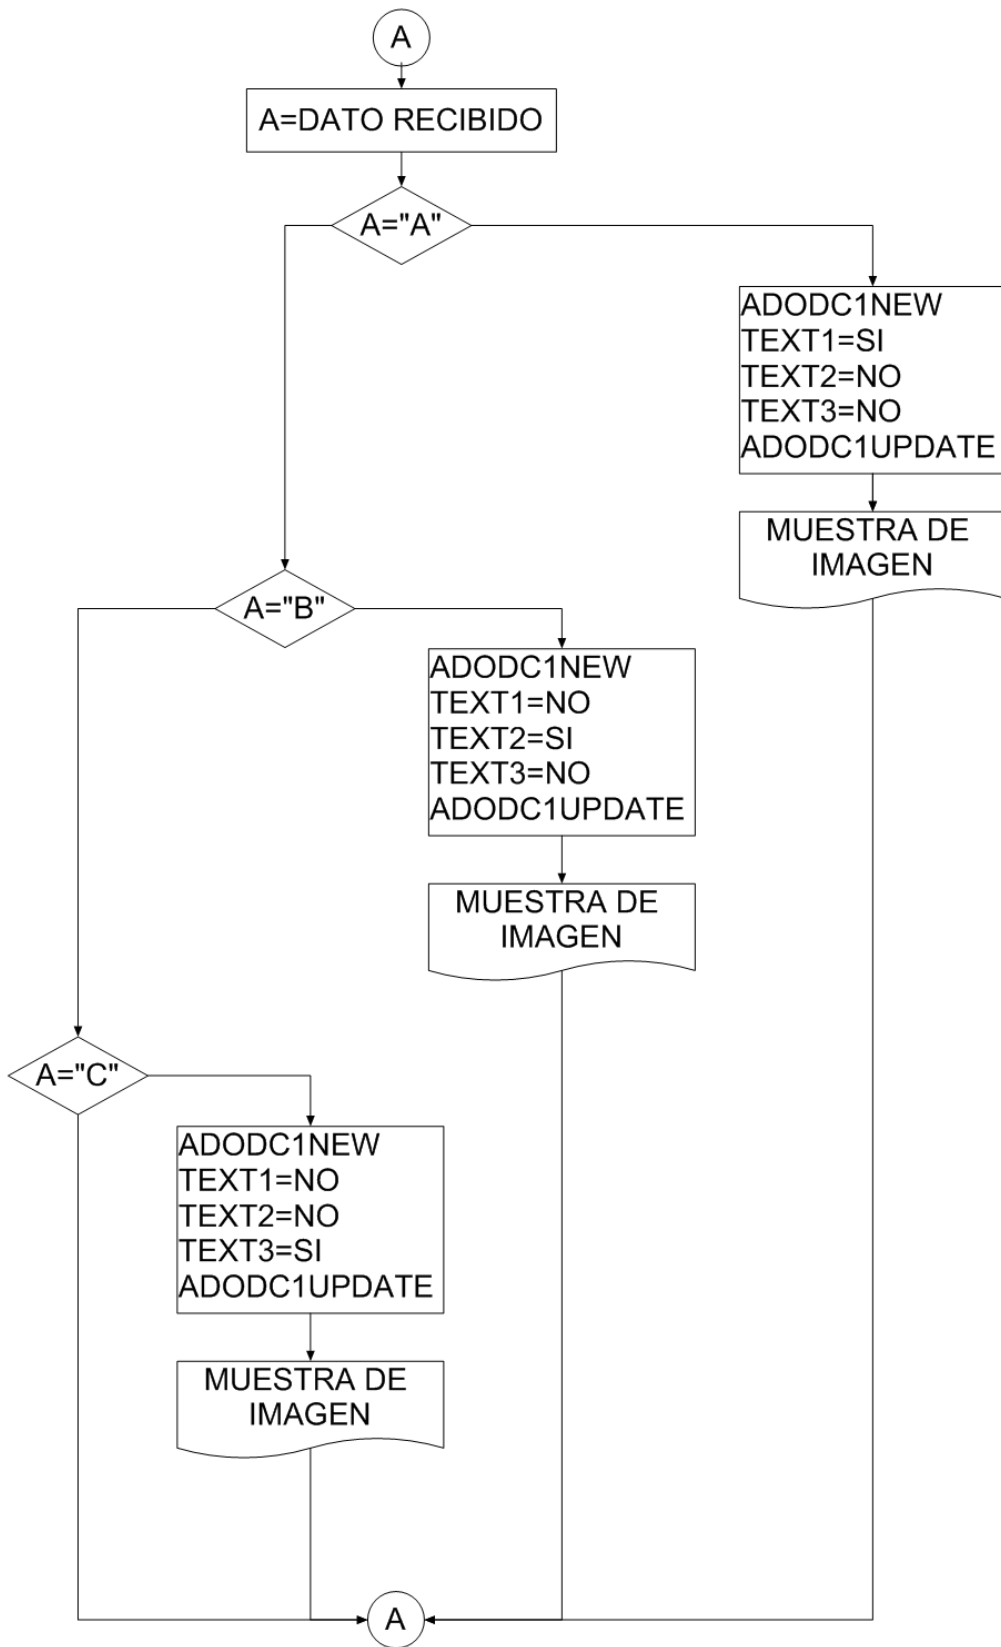 A
A=DATO RECIBIDO
A="A"
ADODC1NEW
TEXT1=SI
TEXT2=NO
TEXT3=NO
ADODC1UPDATE
MUESTRA DE
IMAGEN
A="B"
ADODC1NEW
TEXT1=NO
TEXT2=SI
TEXT3=NO
ADODC1UPDATE
MUESTRA DE
IMAGEN
A="C"
ADODC1NEW
TEXT1=NO
TEXT2=NO
TEXT3=SI
ADODC1UPDATE
MUESTRA DE
IMAGEN
A